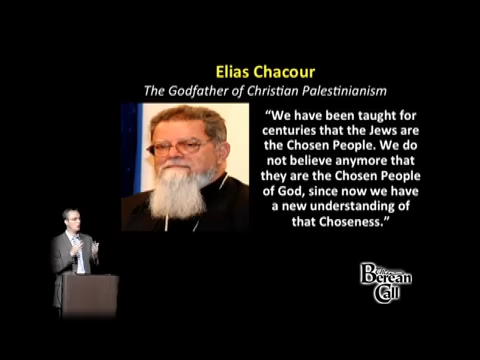 Elias Chacour
The Godfather of Christian Palestinianism
“We have been taught for
centuries that the Jews are
the Chosen People. We do
not believe anymore that
they are the Chosen People
of God, since now we have
a new understanding of
that Choseness.”
The
Berean
Call